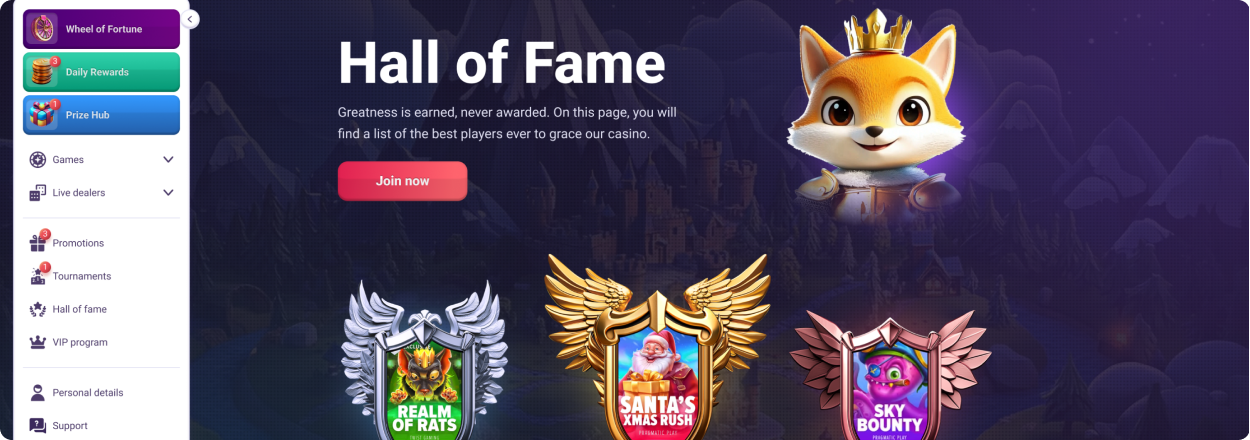 Wheel of Fortune
3
Daily Rewards
1
Prize Hub
Games
Live dealers
3
Promotions
1
Tournaments
Hall of fame
VIP program
Personal details
?
Support
Hall of Fame
Greatness is earned, never awarded. On this page, you will
find a list of the best players ever to grace our casino.
Join now
REALM
OF RATS
SANTA'S
XMAS RUSH
PRAGMATIC PLAY
SKY
BOUNTY
PRAGMATIC PLAY